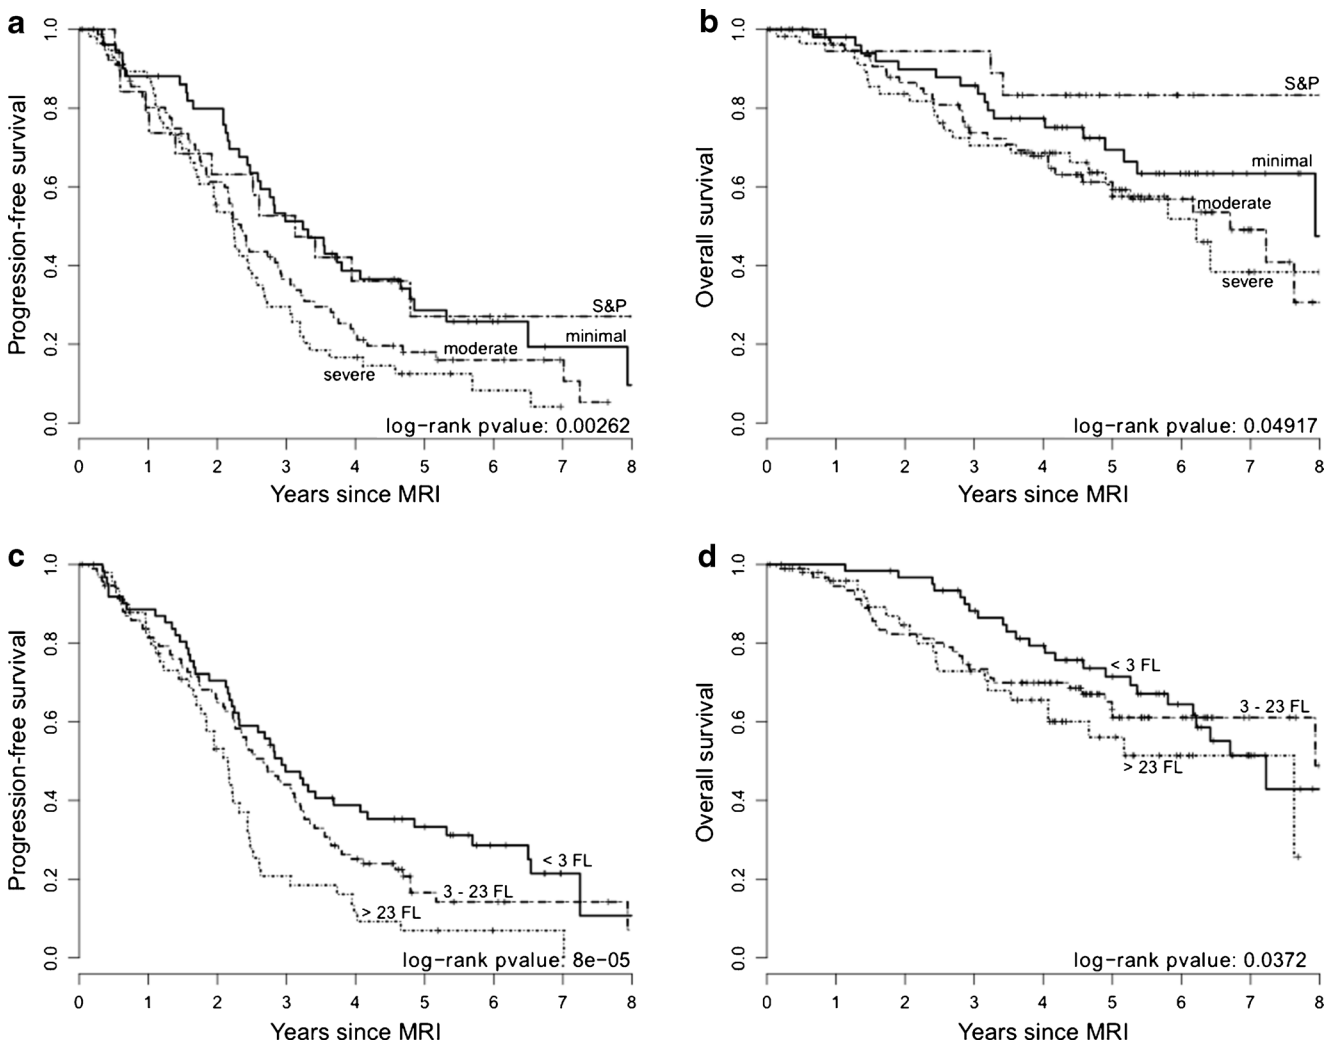 a
Progression-free survival
1.0
0.8
0.6
0.4
0.2
0.0
S&P
minimal
moderate
severe
log-rank pvalue: 0.00262
0 1 2 3 4 5 6 7 8
Years since MRI
b
Overall survival
1.0
0.8
0.6
0.4
0.2
0.0
S&P
minimal
moderate
severe
log-rank pvalue: 0.04917
0 1 2 3 4 5 6 7 8
Years since MRI
c
Progression-free survival
1.0
0.8
0.6
0.4
0.2
0.0
< 3 FL
3 - 23 FL
> 23 FL
log-rank pvalue: 8e-05
0 1 2 3 4 5 6 7 8
Years since MRI
d
Overall survival
1.0
0.8
0.6
0.4
0.2
0.0
< 3 FL
3 - 23 FL
> 23 FL
log-rank pvalue: 0.0372
0 1 2 3 4 5 6 7 8
Years since MRI